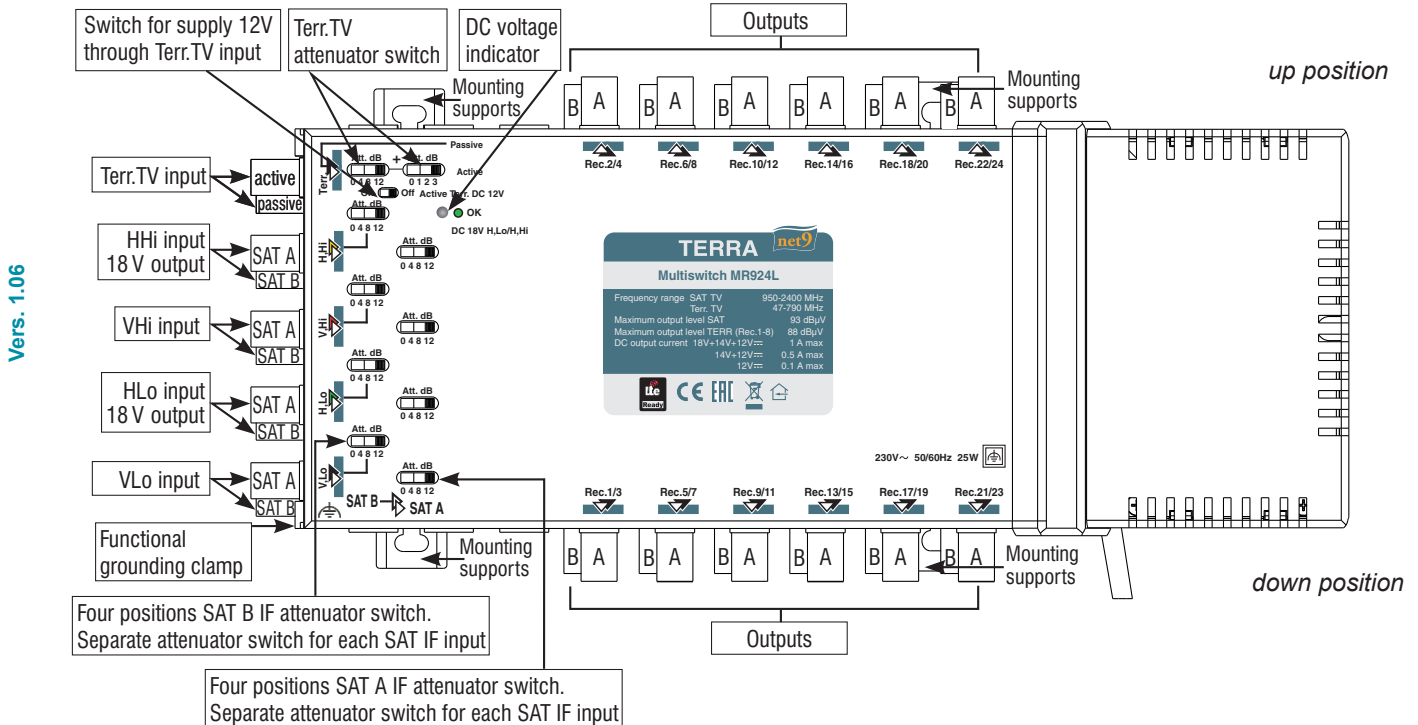 Switch for supply 12V
through Terr.TV input
Terr.TV
attenuator switch
DC voltage
indicator
Outputs
up position
Mounting
supports
Mounting
supports
B A B A B A B A B A B A
Rec.2/4 Rec.6/8 Rec.10/12 Rec.14/16 Rec.18/20 Rec.22/24
Passive
Att. dB + Att. dB
Active
0 4 8 12 0 1 2 3
Terr.
On Off Active Terr. DC 12V
Att. dB
OK
0 4 8 12
DC 18V H,Lo/H,Hi
Terr.TV input
active
passive
HHi input
18 V output
SAT A
SAT B
H,Hi
Att. dB
0 4 8 12
Att. dB
0 4 8 12
VHi input
SAT A
SAT B
V,Hi
Att. dB
0 4 8 12
Att. dB
0 4 8 12
HLo input
18 V output
SAT A
SAT B
H,Lo
Att. dB
0 4 8 12
Att. dB
0 4 8 12
VLo input
SAT A
SAT B
V,Lo
Att. dB
0 4 8 12
SAT B
SAT A
Vers. 1.06
TERRA net9
Multiswitch MR924L
Frequency range SAT TV 950-2400 MHz
Terr. TV 47-790 MHz
Maximum output level SAT 93 dBµV
Maximum output level TERR (Rec.1-8) 88 dBµV
DC output current 18V+14V+12V⎓ 1 A max
14V+12V⎓ 0.5 A max
12V⎓ 0.1 A max
lte
Ready
CE EAC
230V~ 50/60Hz 25W
Rec.1/3 Rec.5/7 Rec.9/11 Rec.13/15 Rec.17/19 Rec.21/23
B A B A B A B A B A B A
Functional
grounding clamp
Mounting
supports
Mounting
supports
down position
Outputs
Four positions SAT B IF attenuator switch.
Separate attenuator switch for each SAT IF input
Four positions SAT A IF attenuator switch.
Separate attenuator switch for each SAT IF input